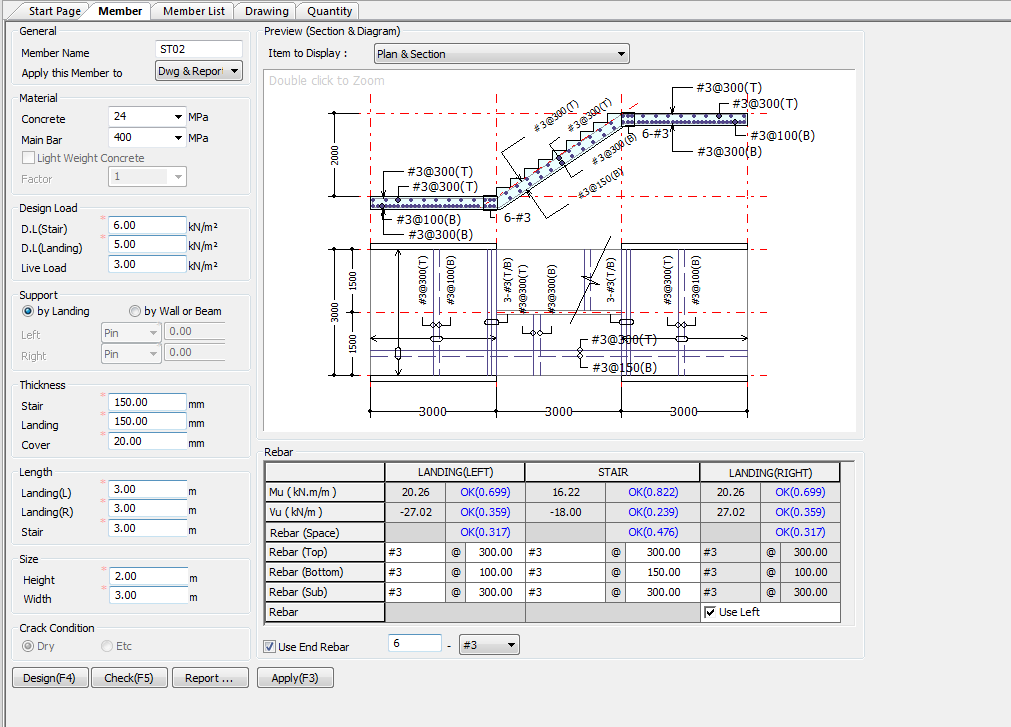 Start Page
Member
Member List
Drawing
Quantity
General
Member Name
ST02
Apply this Member to
Dwg & Report
Material
Concrete
24
MPa
Main Bar
400
MPa
Light Weight Concrete
Factor
1
Design Load
D.L(Stair)
6.00
kN/m²
D.L(Landing)
5.00
kN/m²
Live Load
3.00
kN/m²
Support
by Landing
by Wall or Beam
Left
Pin
0.00
Right
Pin
0.00
Thickness
Stair
150.00
mm
Landing
150.00
mm
Cover
20.00
mm
Length
Landing(L)
3.00
m
Landing(R)
3.00
m
Stair
3.00
m
Size
Height
2.00
m
Width
3.00
m
Crack Condition
Dry
Etc
Design(F4)
Check(F5)
Report ...
Apply(F3)
Preview (Section & Diagram)
Item to Display :
Plan & Section
Double click to Zoom
#3@300(T)
#3@300(T)
#3@300(T)
#3@300(T)
#3@300(B)
#3@150(B)
6-#3
#3@100(B)
#3@300(B)
2000
#3@300(T)
#3@300(T)
#3@100(B)
#3@300(B)
6-#3
3000
1500
1500
#3@300(T)
#3@100(B)
3-#3(T/B)
#3@300(T)
#3@300(B)
3-#3(T/B)
#3@300(T)
#3@100(B)
#3@300(T)
#3@150(B)
3000
3000
3000
Rebar
LANDING(LEFT) STAIR LANDING(RIGHT)
Mu ( kN.m/m ) 20.26 OK(0.699) 16.22 OK(0.822) 20.26 OK(0.699)
Vu ( kN/m ) -27.02 OK(0.359) -18.00 OK(0.239) 27.02 OK(0.359)
Rebar (Space) OK(0.317) OK(0.476) OK(0.317)
Rebar (Top) #3 @ 300.00 #3 @ 300.00 #3 @ 300.00
Rebar (Bottom) #3 @ 100.00 #3 @ 150.00 #3 @ 100.00
Rebar (Sub) #3 @ 300.00 #3 @ 300.00 #3 @ 300.00
Rebar Use Left
Use End Rebar 6 - #3